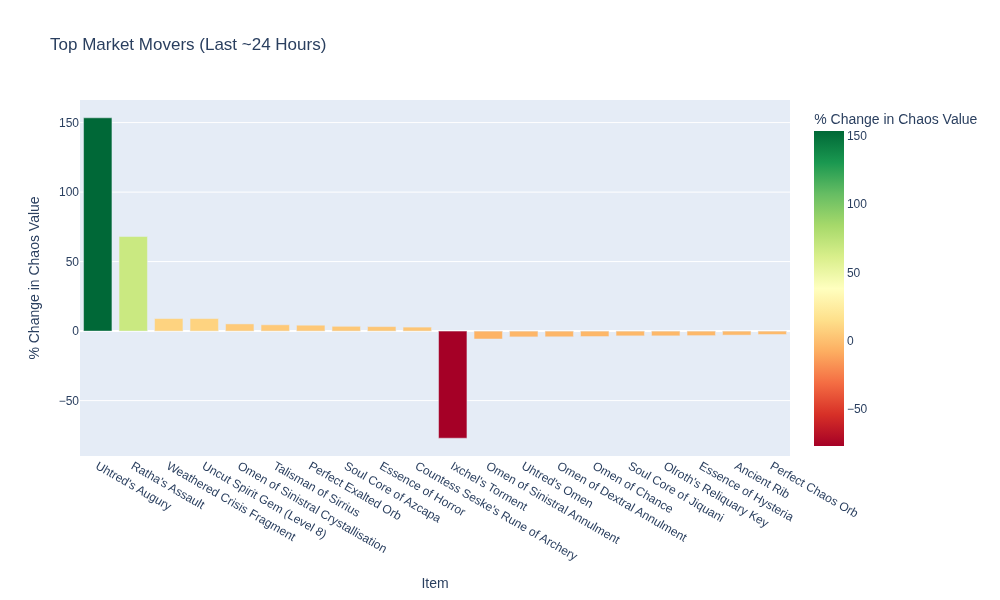 Top Market Movers (Last ~24 Hours)
% Change in Chaos Value
150
100
50
0
−50
Uhtred's Augury
Ratha's Assault
Weathered Crisis Fragment
Uncut Spirit Gem (Level 8)
Omen of Sinistral Crystallisation
Talisman of Sirrius
Perfect Exalted Orb
Soul Core of Azcapa
Essence of Horror
Countess Seske's Rune of Archery
Ixchel's Torment
Omen of Sinistral Annulment
Uhtred's Omen
Omen of Dextral Annulment
Omen of Chance
Soul Core of Jiquani
Olroth's Reliquary Key
Essence of Hysteria
Ancient Rib
Perfect Chaos Orb
Item
% Change in Chaos Value
150
100
50
0
−50